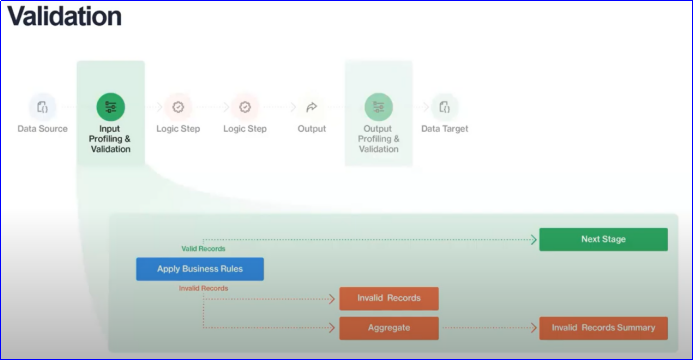 Validation
Data Source
Input
Profiling &
Validation
Logic Step
Logic Step
Output
Output
Profiling &
Validation
Data Target
Valid Records
Next Stage
Apply Business Rules
Invalid Records
Invalid Records
Aggregate
Invalid Records Summary